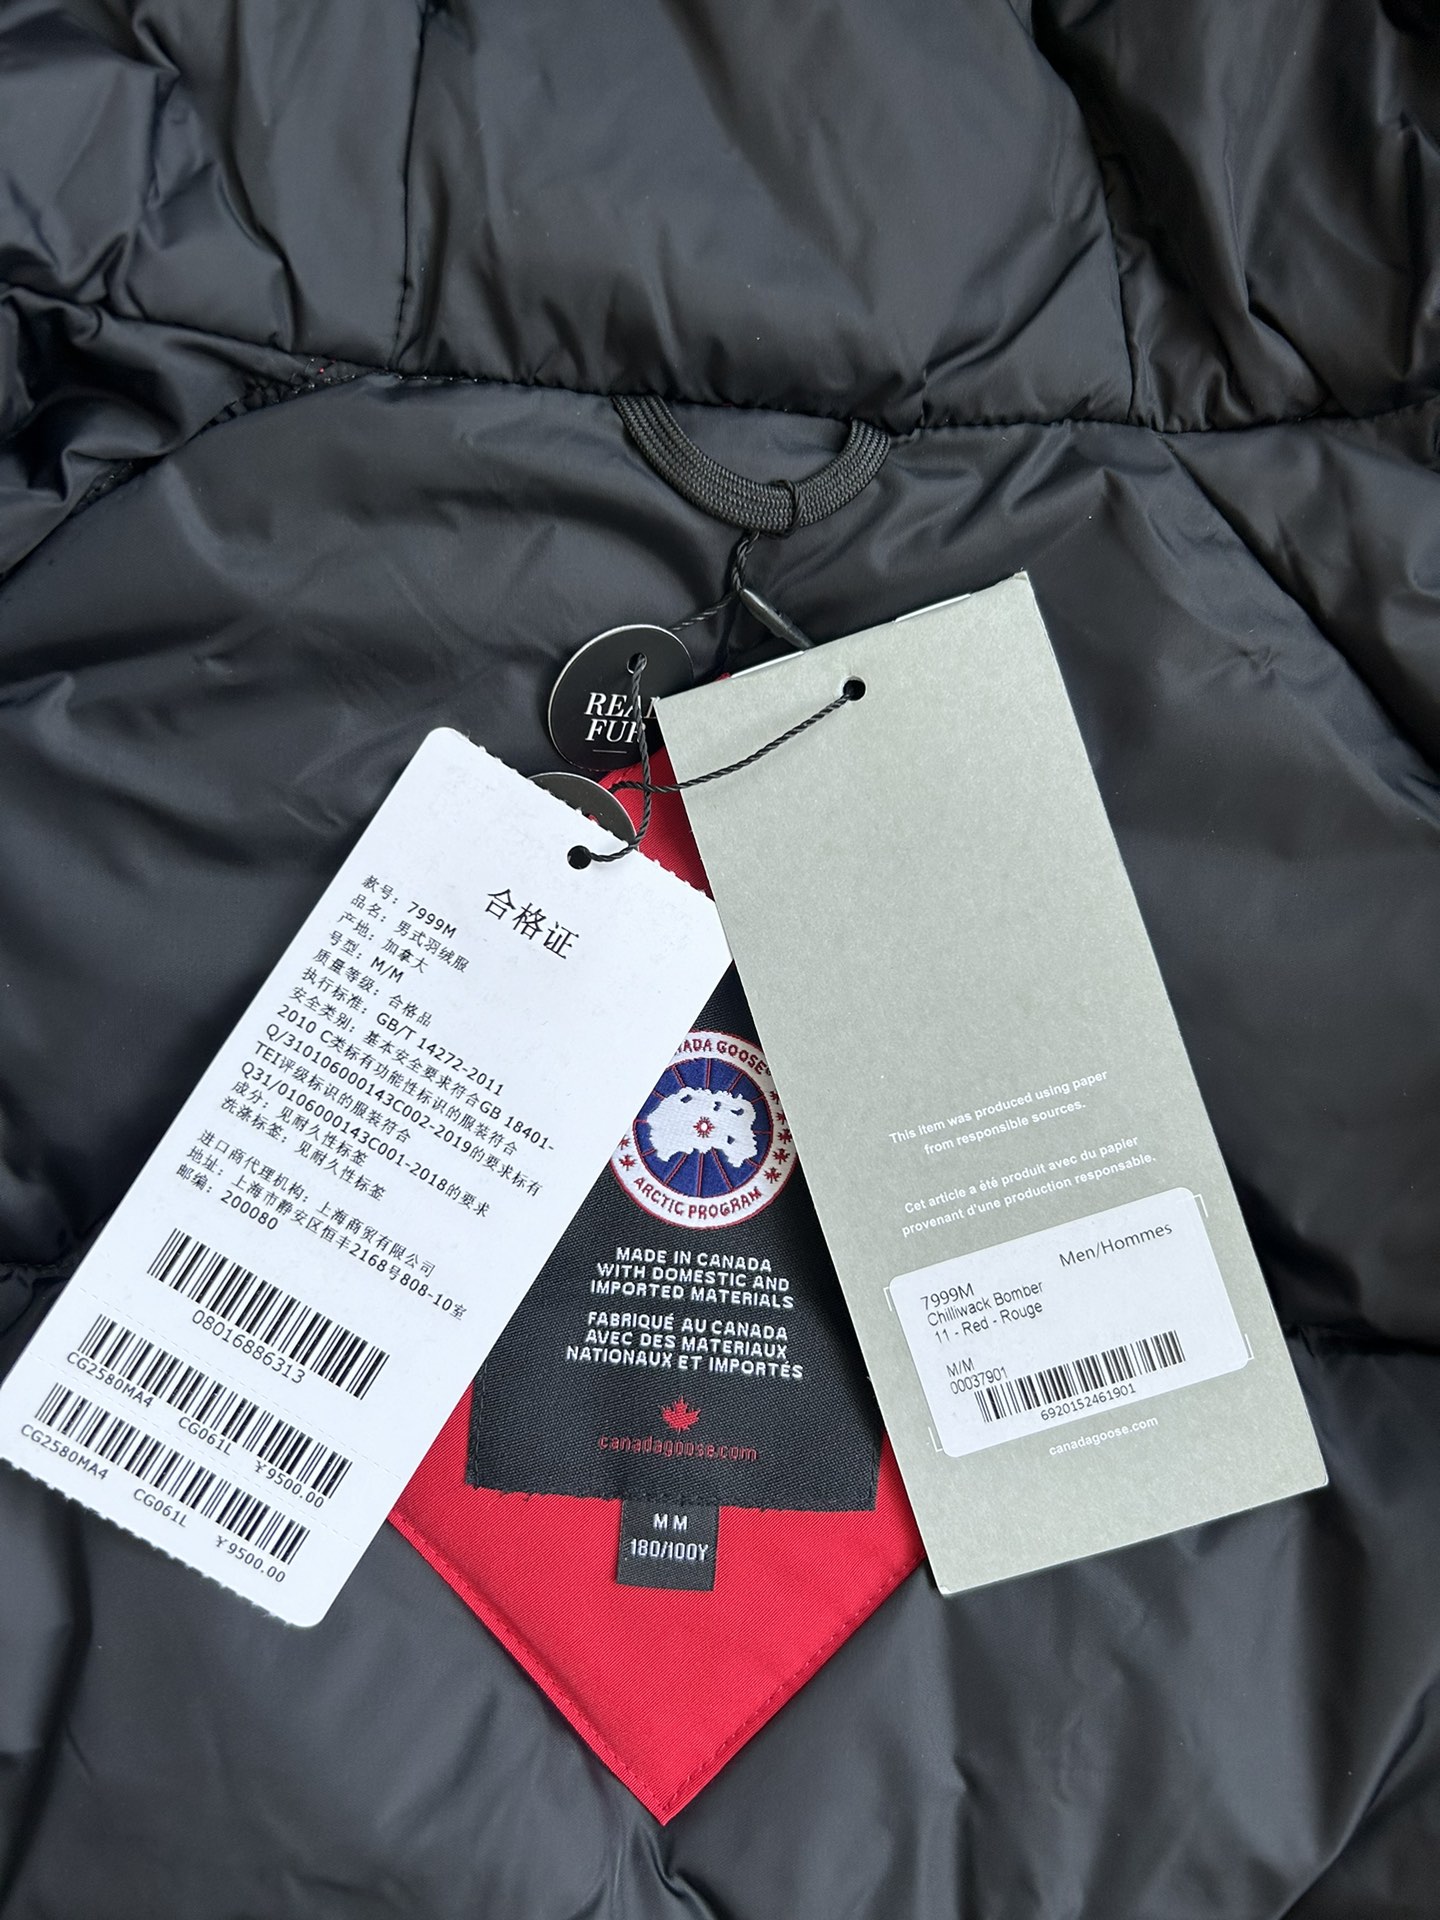 REAL
FUR
合格证
款号: 7999M
品名: 男式羽绒服
产地: 加拿大
号型: M/M
质量等级: 合格品
执行标准: GB/T 14272-2011
安全类别: 基本安全要求符合GB 18401-
2010 C类标有功能性标识的服装符合
Q/310106000143C002-2019的要求标有
TEI评级标识的服装符合
Q31/0106000143C001-2018的要求
成分: 见耐久性标签
洗涤标签: 见耐久性标签
进口商代理机构: 上海商贸有限公司
地址: 上海市静安区恒丰2168号808-10室
邮编: 200080
08016886313
CG2580MA4 CG061L ￥9500.00
CG2580MA4 CG061L ￥9500.00
NADA GOOSE
ARCTIC PROGRAM
MADE IN CANADA
WITH DOMESTIC AND
IMPORTED MATERIALS
FABRIQUÉ AU CANADA
AVEC DES MATERIAUX
NATIONAUX ET IMPORTÉS
canadagoose.com
M M
180/100Y
This item was produced using paper
from responsible sources.
Cet article a été produit avec du papier
provenant d'une production responsable.
Men/Hommes
7999M
Chilliwack Bomber
11 - Red - Rouge
M/M
00037901
6920152461901
canadagoose.com